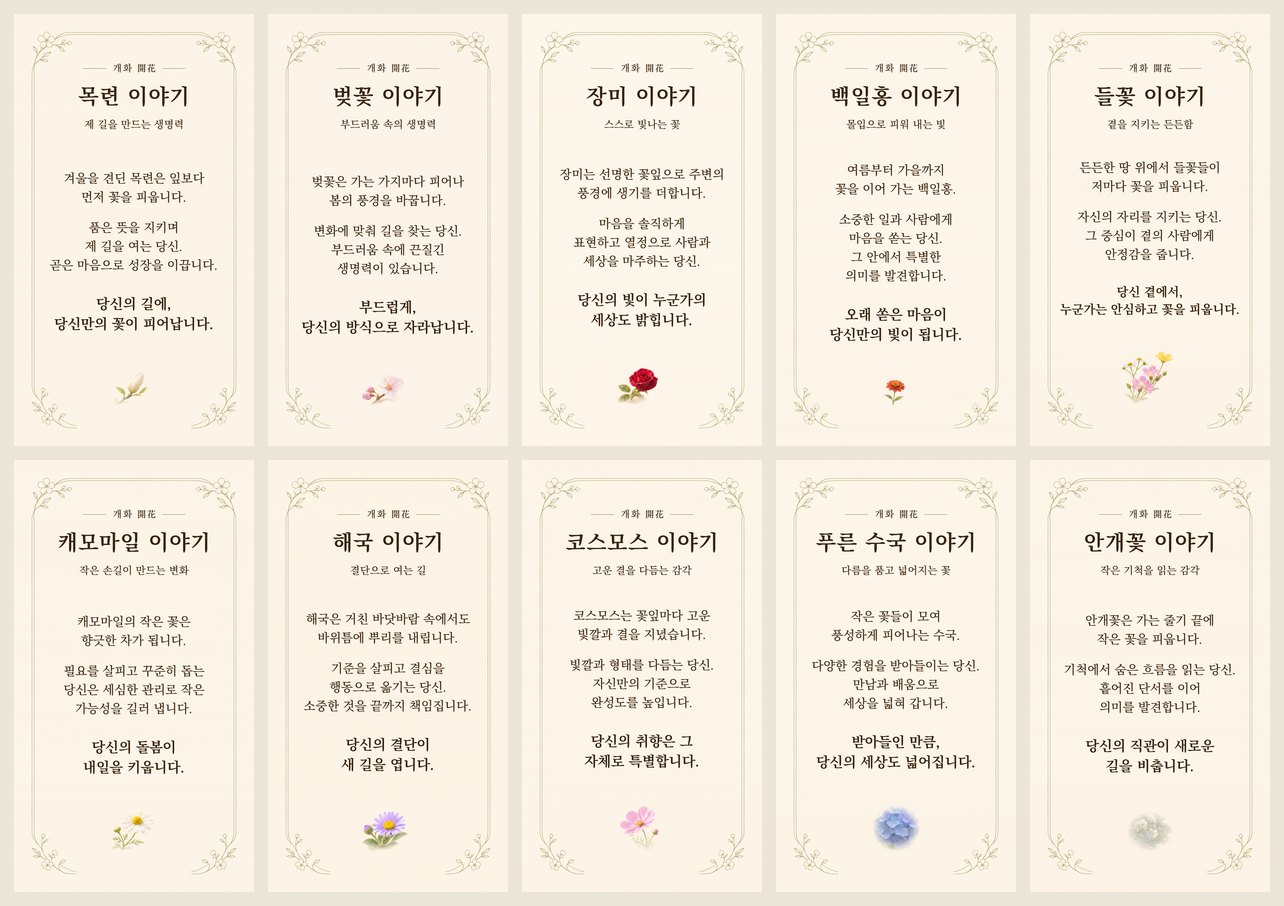 개화 開花
목련 이야기
제 길을 만드는 생명력
겨울을 견딘 목련은 잎보다
먼저 꽃을 피웁니다.
품은 뜻을 지키며
제 길을 여는 당신.
곧은 마음으로 성장을 이끕니다.
당신의 길에,
당신만의 꽃이 피어납니다.
개화 開花
벚꽃 이야기
부드러움 속의 생명력
벚꽃은 가는 가지마다 피어나
봄의 풍경을 바꿉니다.
변화에 맞춰 길을 찾는 당신.
부드러움 속에 끈질긴
생명력이 있습니다.
부드럽게,
당신의 방식으로 자라납니다.
개화 開花
장미 이야기
스스로 빛나는 꽃
장미는 선명한 꽃잎으로 주변의
풍경에 생기를 더합니다.
마음을 솔직하게
표현하고 열정으로 사람과
세상을 마주하는 당신.
당신의 빛이 누군가의
세상도 밝힙니다.
개화 開花
백일홍 이야기
몰입으로 피워 내는 빛
여름부터 가을까지
꽃을 이어 가는 백일홍.
소중한 일과 사람에게
마음을 쏟는 당신.
그 안에서 특별한
의미를 발견합니다.
오래 쏟은 마음이
당신만의 빛이 됩니다.
개화 開花
들꽃 이야기
곁을 지키는 든든함
든든한 땅 위에서 들꽃들이
저마다 꽃을 피웁니다.
자신의 자리를 지키는 당신.
그 중심이 곁의 사람에게
안정감을 줍니다.
당신 곁에서,
누군가는 안심하고 꽃을 피웁니다.
개화 開花
캐모마일 이야기
작은 손길이 만드는 변화
캐모마일의 작은 꽃은
향긋한 차가 됩니다.
필요를 살피고 꾸준히 돕는
당신은 세심한 관리로 작은
가능성을 길러 냅니다.
당신의 돌봄이
내일을 키웁니다.
개화 開花
해국 이야기
결단으로 여는 길
해국은 거친 바닷바람 속에서도
바위틈에 뿌리를 내립니다.
기준을 살피고 결심을
행동으로 옮기는 당신.
소중한 것을 끝까지 책임집니다.
당신의 결단이
새 길을 엽니다.
개화 開花
코스모스 이야기
고운 결을 다듬는 감각
코스모스는 꽃잎마다 고운
빛깔과 결을 지녔습니다.
빛깔과 형태를 다듬는 당신.
자신만의 기준으로
완성도를 높입니다.
당신의 취향은 그
자체로 특별합니다.
개화 開花
푸른 수국 이야기
다름을 품고 넓어지는 꽃
작은 꽃들이 모여
풍성하게 피어나는 수국.
다양한 경험을 받아들이는 당신.
만남과 배움으로
세상을 넓혀 갑니다.
받아들인 만큼,
당신의 세상도 넓어집니다.
개화 開花
안개꽃 이야기
작은 기척을 읽는 감각
안개꽃은 가는 줄기 끝에
작은 꽃을 피웁니다.
기척에서 숨은 흐름을 읽는 당신.
흩어진 단서를 이어
의미를 발견합니다.
당신의 직관이 새로운
길을 비춥니다.